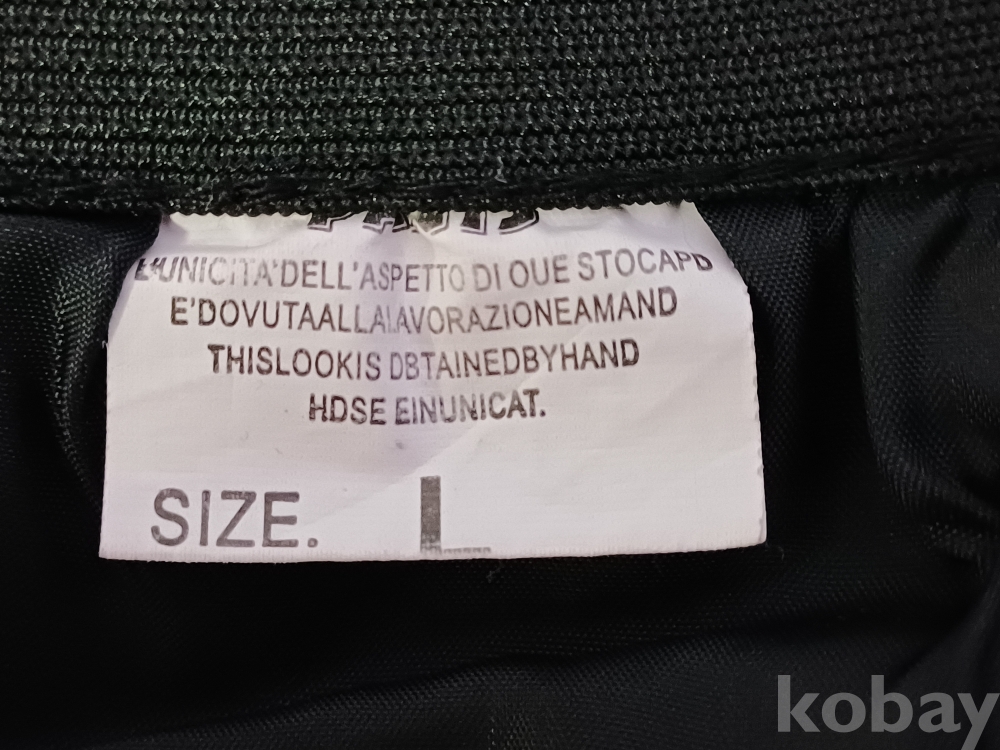 L'UNICITA'DELL'ASPETTO DI OUE STOCAPD
E'DOVUTAALLALAVORAZIONEAMAND
THISLOOKIS DBTAINEDBYHAND
HDSE EINUNICAT.
SIZE. L
kobay